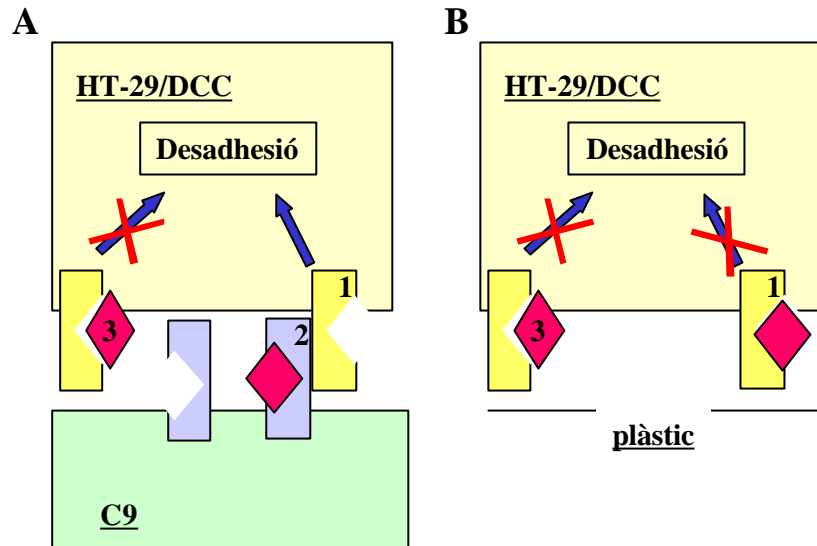 A
HT-29/DCC
Desadhesió
1
3
2
C9
B
HT-29/DCC
Desadhesió
1
3
plàstic